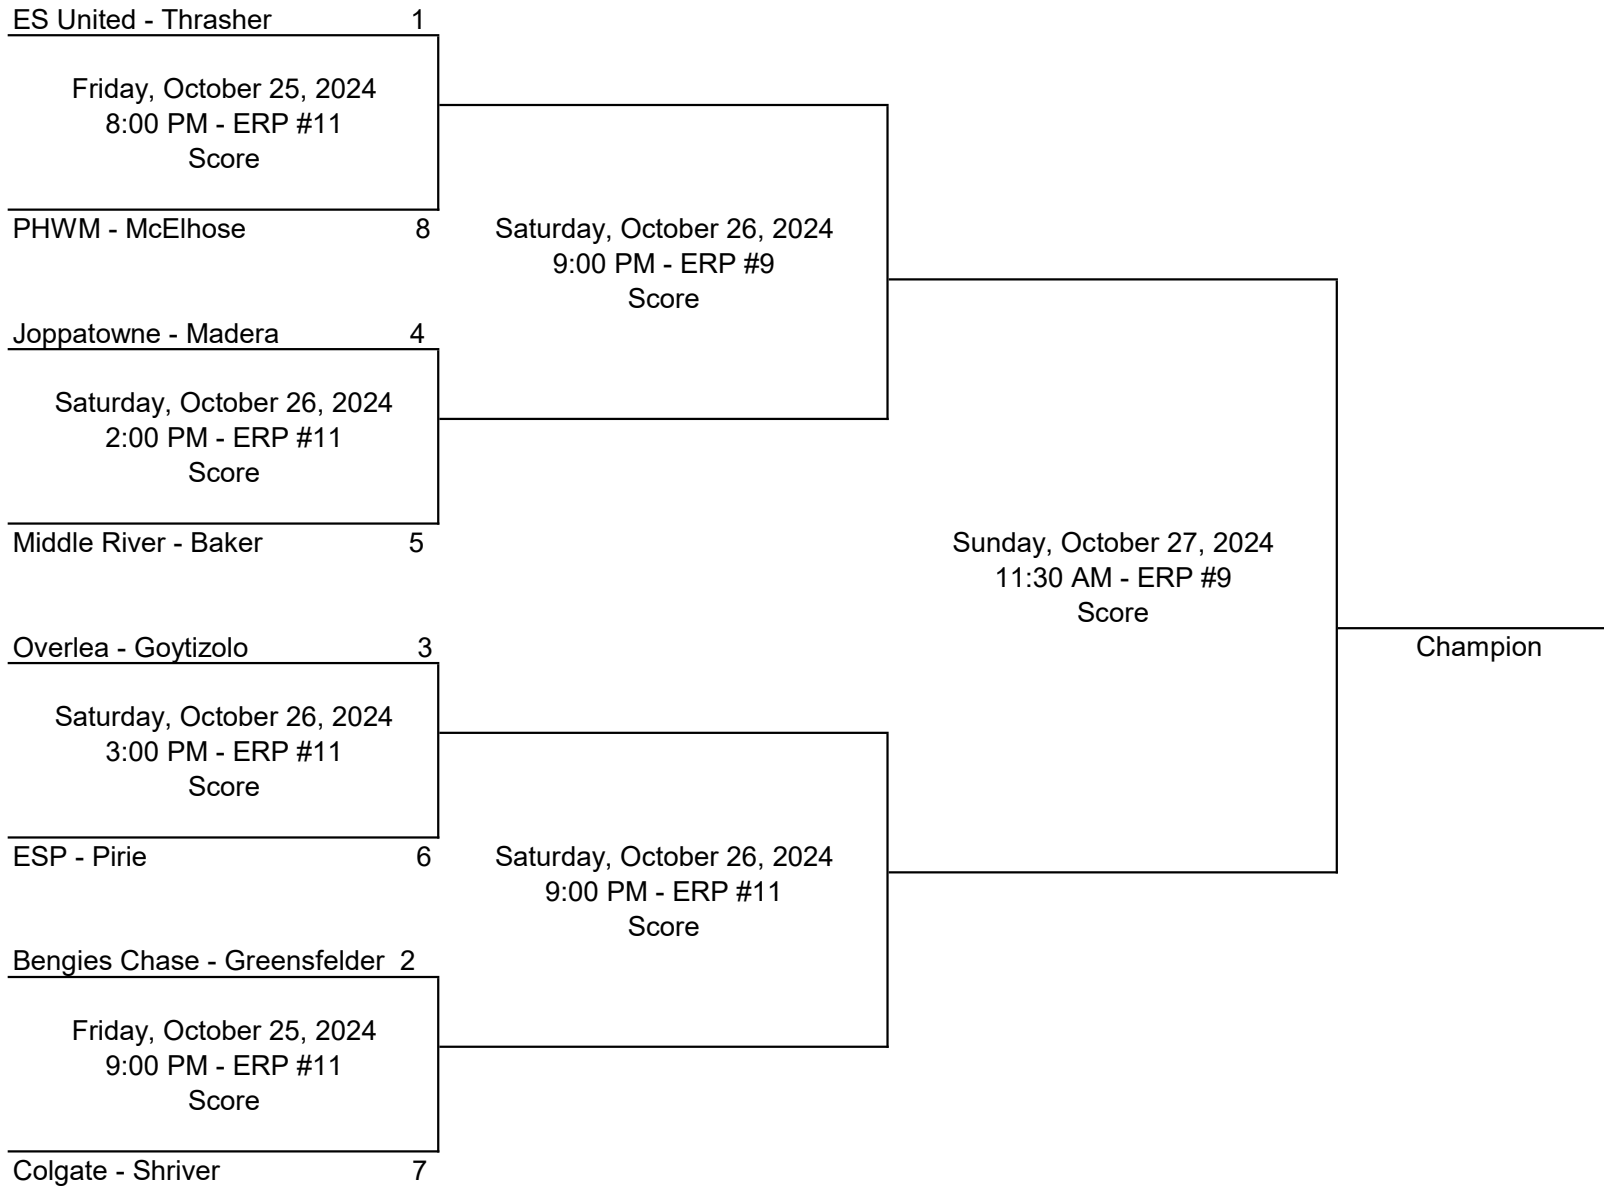 ES United - Thrasher 1
Friday, October 25, 2024
8:00 PM - ERP #11
Score
PHWM - McElhose 8
Joppatowne - Madera 4
Saturday, October 26, 2024
2:00 PM - ERP #11
Score
Middle River - Baker 5
Saturday, October 26, 2024
9:00 PM - ERP #9
Score
Overlea - Goytizolo 3
Saturday, October 26, 2024
3:00 PM - ERP #11
Score
ESP - Pirie 6
Bengies Chase - Greensfelder 2
Friday, October 25, 2024
9:00 PM - ERP #11
Score
Colgate - Shriver 7
Saturday, October 26, 2024
9:00 PM - ERP #11
Score
Sunday, October 27, 2024
11:30 AM - ERP #9
Score
Champion